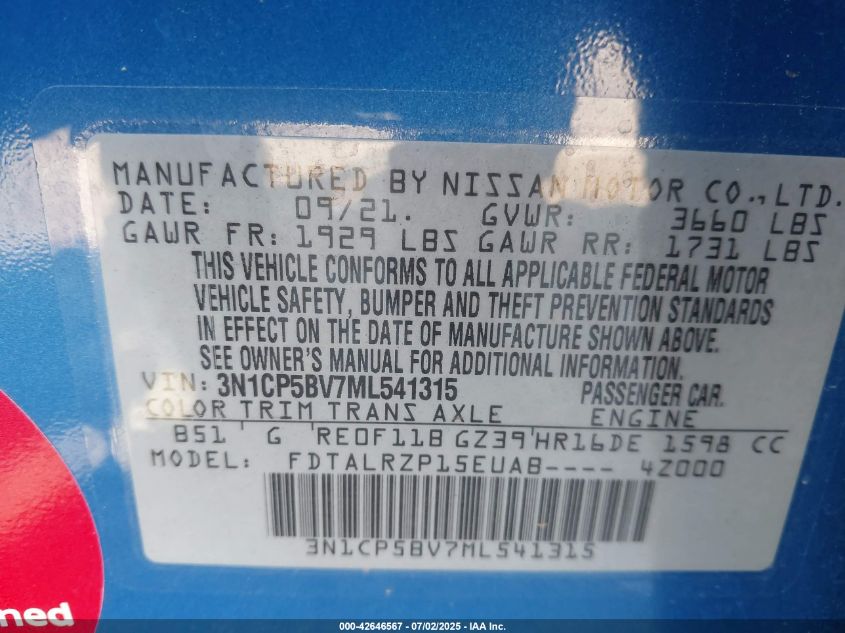 MANUFACTURED BY NISSAN MOTOR CO., LTD.
DATE: 09/21. GVWR: 3660 LBS
GAWR FR: 1929 LBS GAWR RR: 1731 LBS
THIS VEHICLE CONFORMS TO ALL APPLICABLE FEDERAL MOTOR
VEHICLE SAFETY, BUMPER AND THEFT PREVENTION STANDARDS
IN EFFECT ON THE DATE OF MANUFACTURE SHOWN ABOVE.
SEE OWNER'S MANUAL FOR ADDITIONAL INFORMATION.
VIN: 3N1CP5BV7ML541315 PASSENGER CAR.
COLOR TRIM TRANS AXLE ENGINE
B51 G RE0F11B GZ39 HR16DE 1598 CC
MODEL: FDTALRZP15EUAB---- 4Z000
3N1CP5BV7ML541315
med
000-42646567 / 07/02/2025 - IAA Inc.